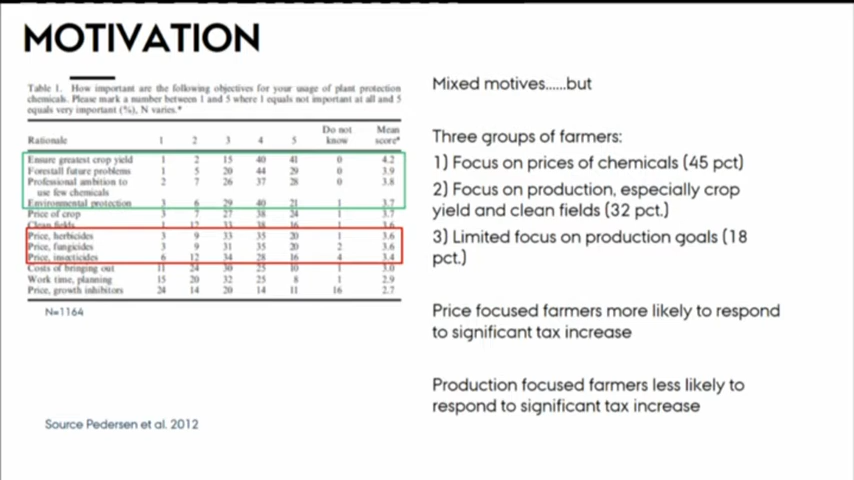 MOTIVATION
Table 1. How important are the following objectives for your usage of plant protection
chemicals. Please mark a number between 1 and 5 where 1 equals not important at all and 5
equals very important (%), N varies.*
Rationale 1 2 3 4 5 Do not know Mean score*
Ensure greatest crop yield 1 2 15 40 41 0 4.2
Forestall future problems 1 5 20 44 29 0 3.9
Professional ambition to 2 7 26 37 28 0 3.8
use few chemicals
Environmental protection 3 6 29 40 21 1 3.7
Price of crop 3 7 27 38 24 1 3.7
Clean fields 1 12 33 38 16 1 3.6
Price, herbicides 3 9 33 35 20 1 3.6
Price, fungicides 3 9 31 35 20 2 3.6
Price, insecticides 6 12 34 28 16 4 3.4
Costs of bringing out 11 24 30 25 10 1 3.0
Work time, planning 15 20 32 25 8 1 2.9
Price, growth inhibitors 24 14 20 14 11 16 2.7
N=1164
Source Pedersen et al. 2012
Mixed motives......but
Three groups of farmers:
1) Focus on prices of chemicals (45 pct)
2) Focus on production, especially crop
yield and clean fields (32 pct.)
3) Limited focus on production goals (18
pct.)
Price focused farmers more likely to respond
to significant tax increase
Production focused farmers less likely to
respond to significant tax increase